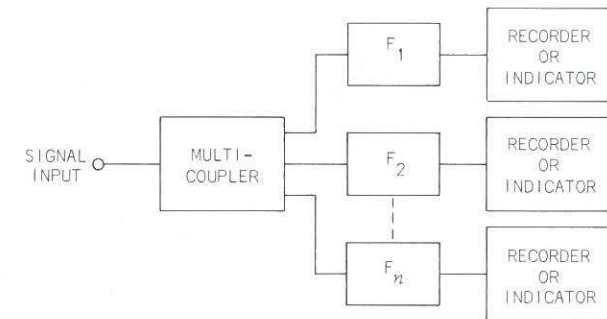 SIGNAL
INPUT
MULTI-
COUPLER
F1
RECORDER
OR
INDICATOR
F2
RECORDER
OR
INDICATOR
Fn
RECORDER
OR
INDICATOR